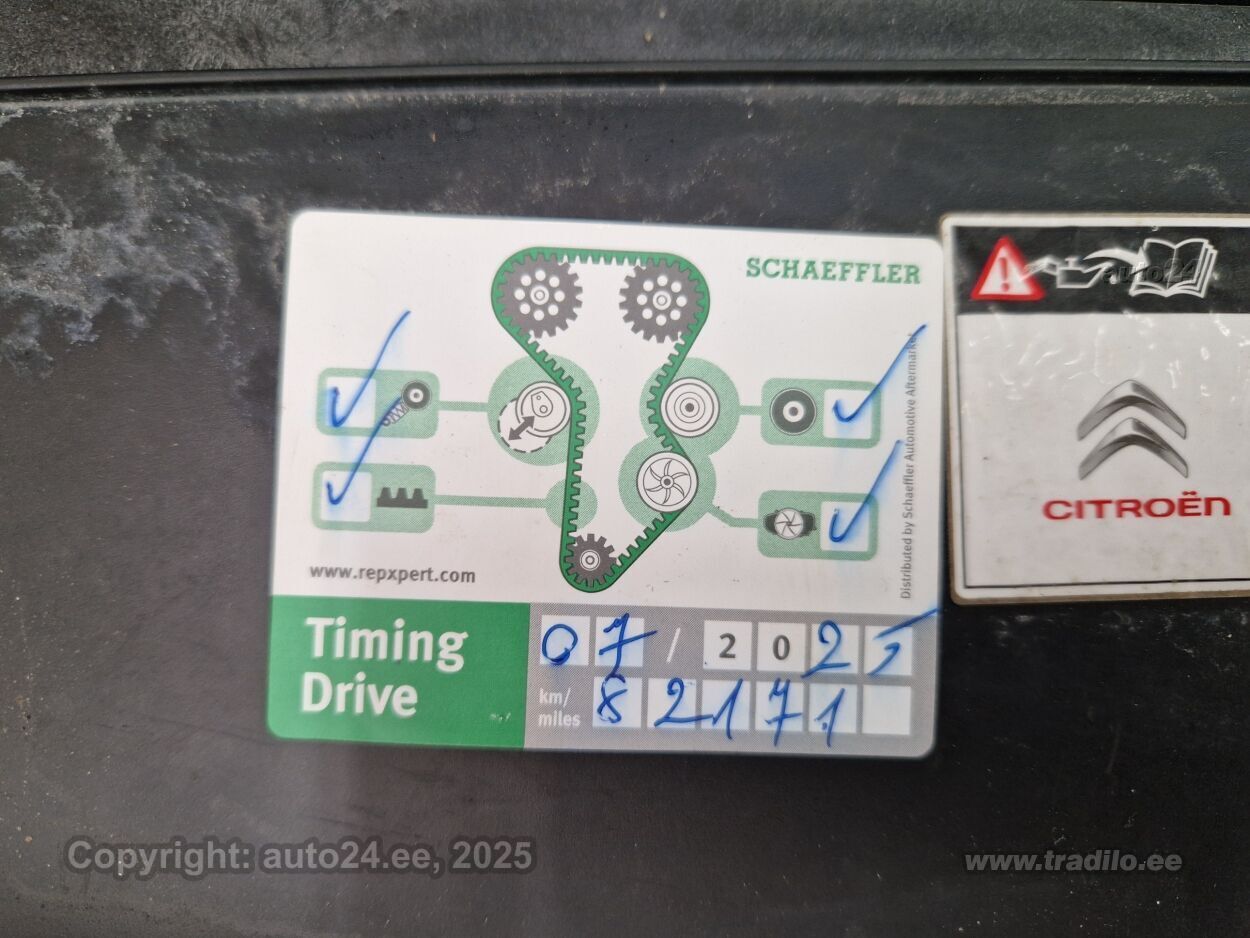 SCHAEFFLER
auto24
CITROËN
www.repxpert.com
Distributed by Schaeffler Automotive Aftermarket
Timing
Drive
07 / 2025
km/
miles
82171
Copyright: auto24.ee, 2025
www.tradilo.ee